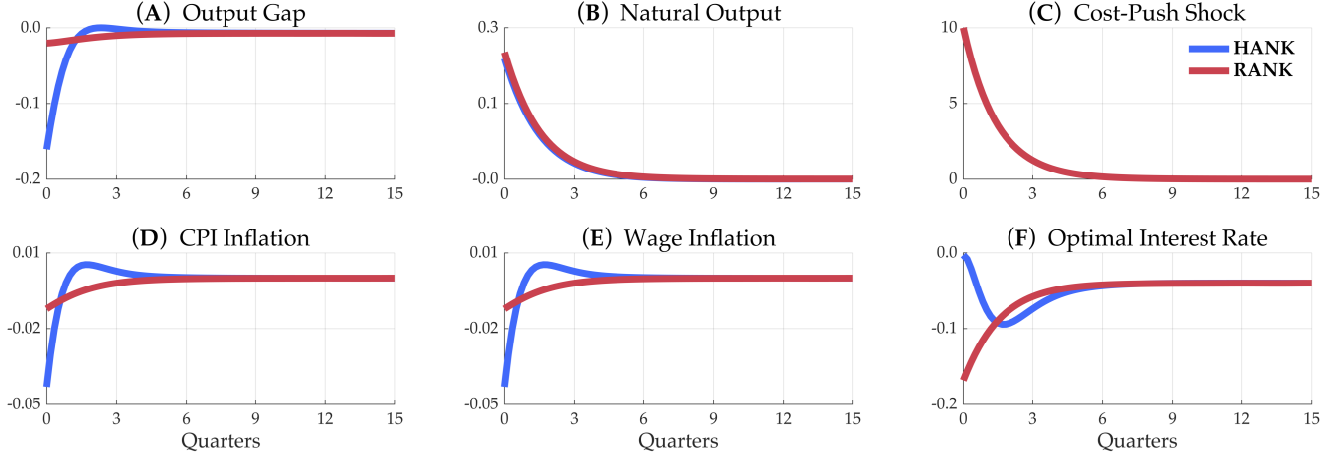 (A) Output Gap
0.0
-0.1
-0.2
0 3 6 9 12 15
(B) Natural Output
0.3
0.1
-0.0
0 3 6 9 12 15
(C) Cost-Push Shock
10
5
0
HANK
RANK
0 3 6 9 12 15
(D) CPI Inflation
0.01
-0.02
-0.05
0 3 6 9 12 15
Quarters
(E) Wage Inflation
0.01
-0.02
-0.05
0 3 6 9 12 15
Quarters
(F) Optimal Interest Rate
0.0
-0.1
-0.2
0 3 6 9 12 15
Quarters